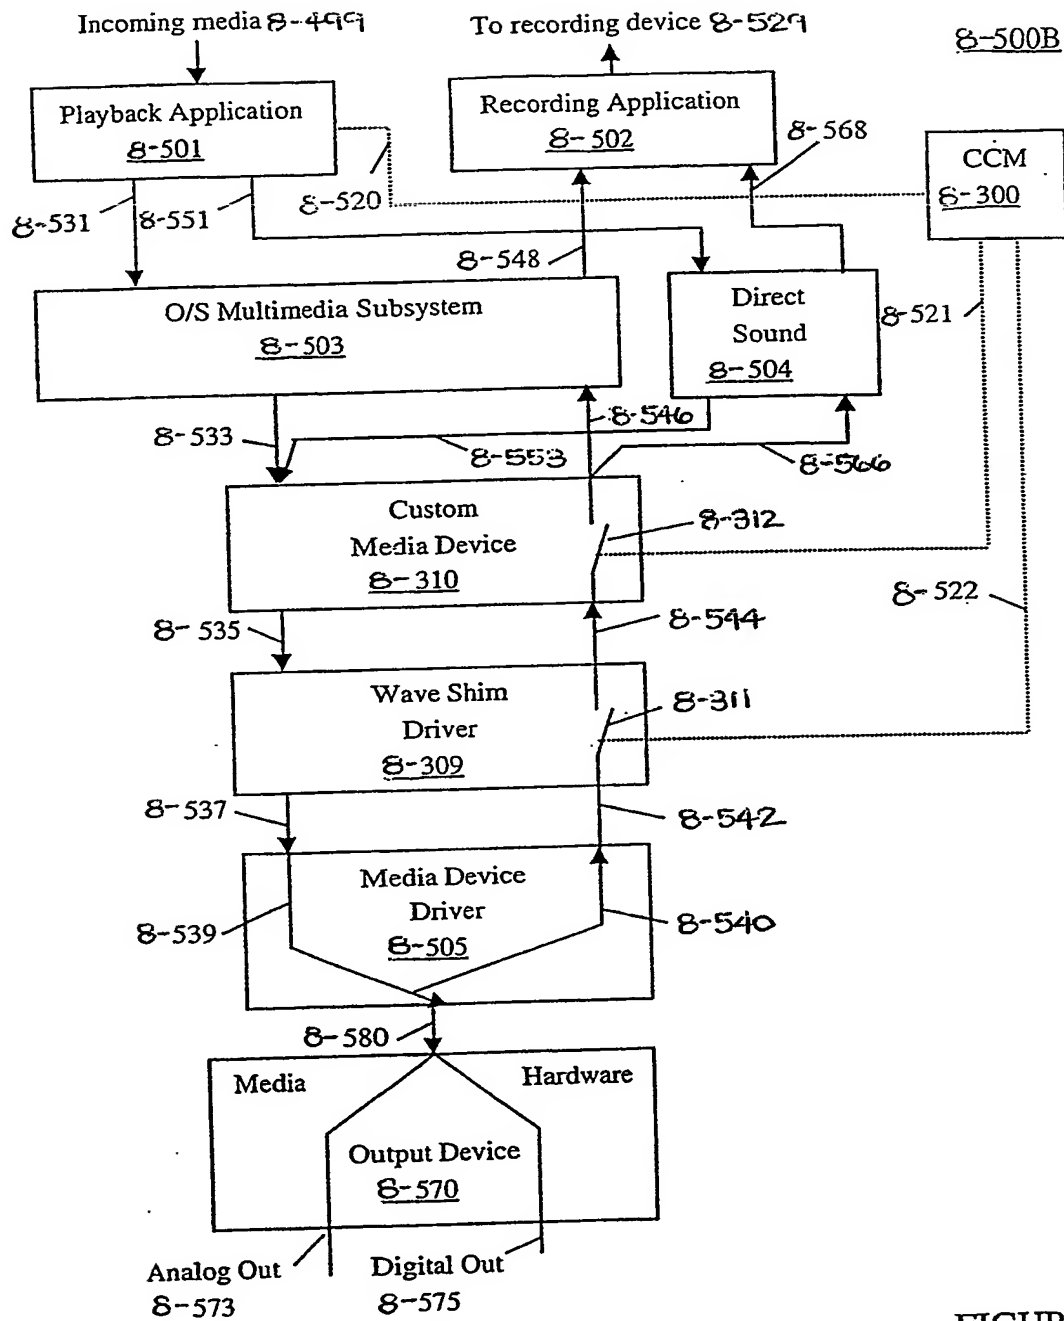 Incoming media 8-499
To recording device 8-529
8-500B
Playback Application
8-501
Recording Application
8-502
8-568
CCM
8-300
8-531
8-551
8-520
8-548
O/S Multimedia Subsystem
8-503
Direct
Sound
8-504
8-521
8-533
8-553
8-546
8-566
Custom
Media Device
8-310
8-312
8-522
8-535
8-544
Wave Shim
Driver
8-309
8-311
8-537
8-542
Media Device
Driver
8-505
8-539
8-540
8-580
Media
Hardware
Output Device
8-570
Analog Out
8-573
Digital Out
8-575